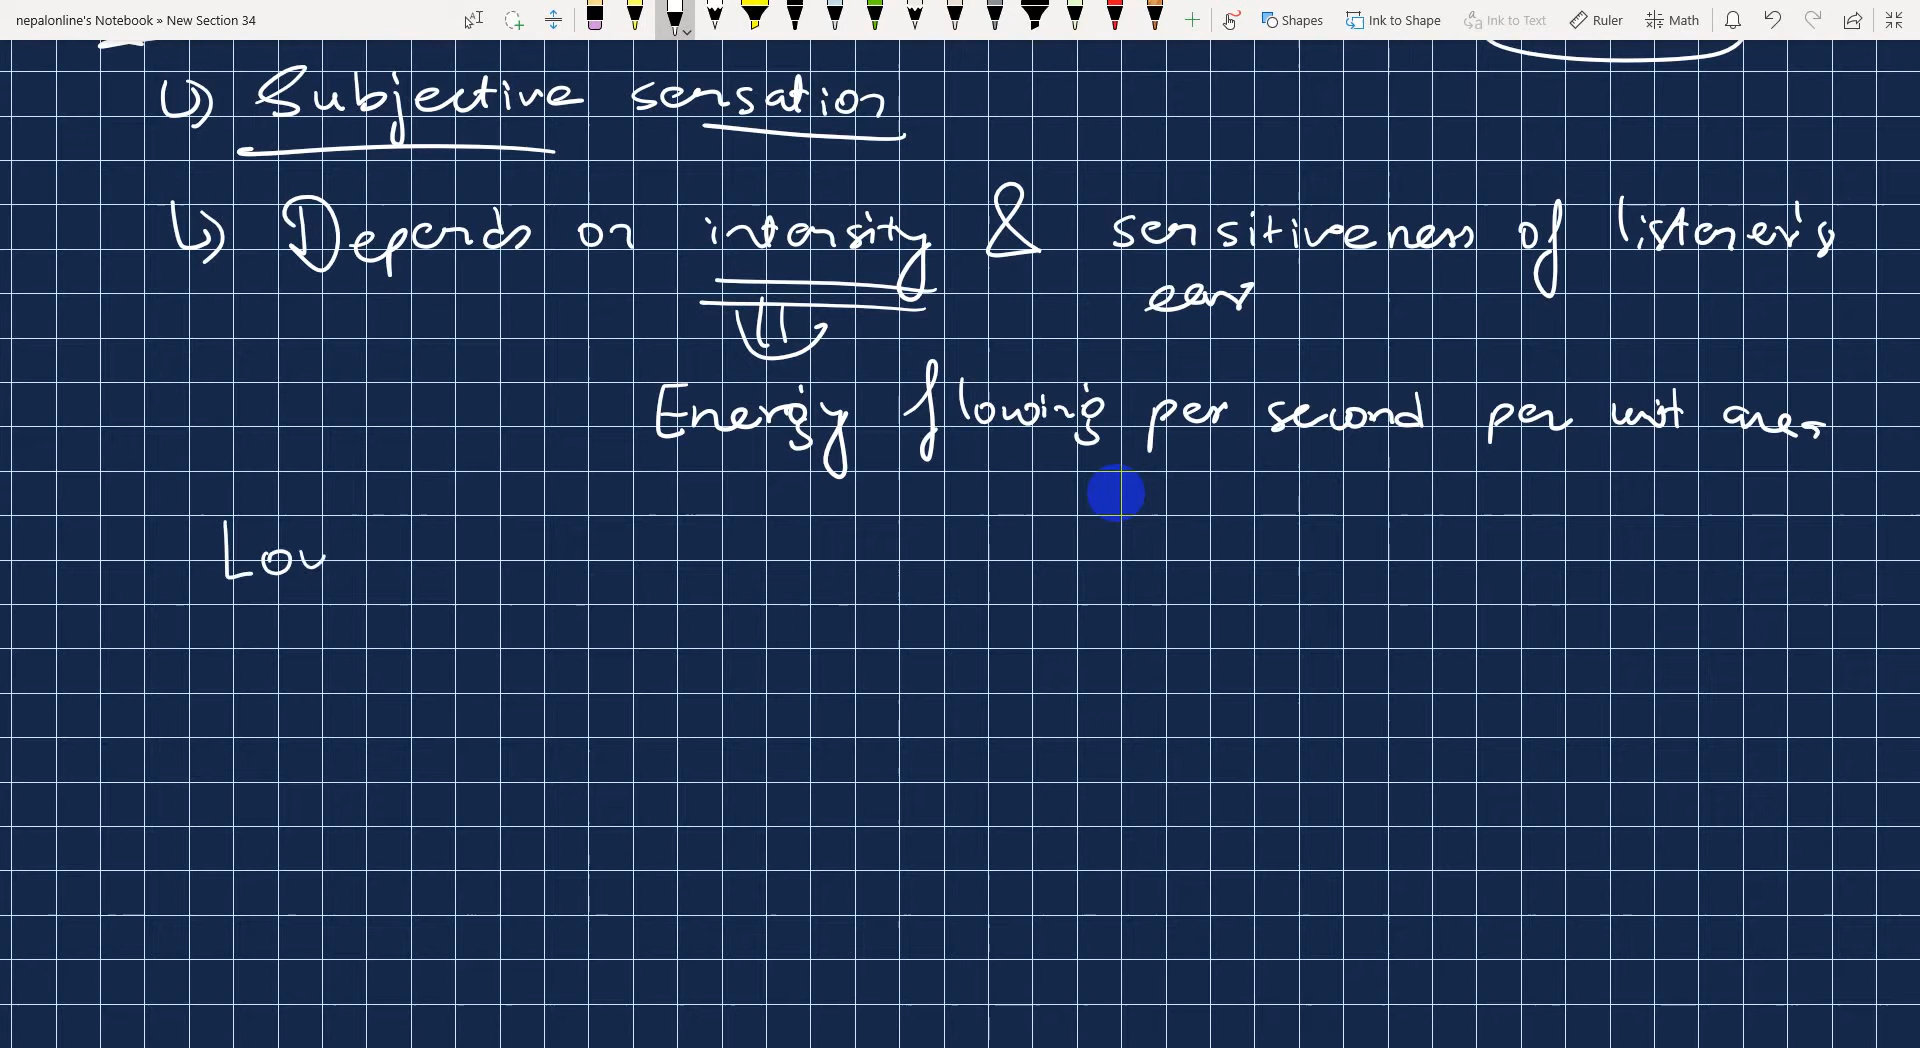 nepalonline's Notebook » New Section 34
Shapes Ink to Shape Ink to Text Ruler Math
Subjective sensation
Depends on intensity & sensitiveness of listener's
ear
Energy flowing per second per unit area
Lou